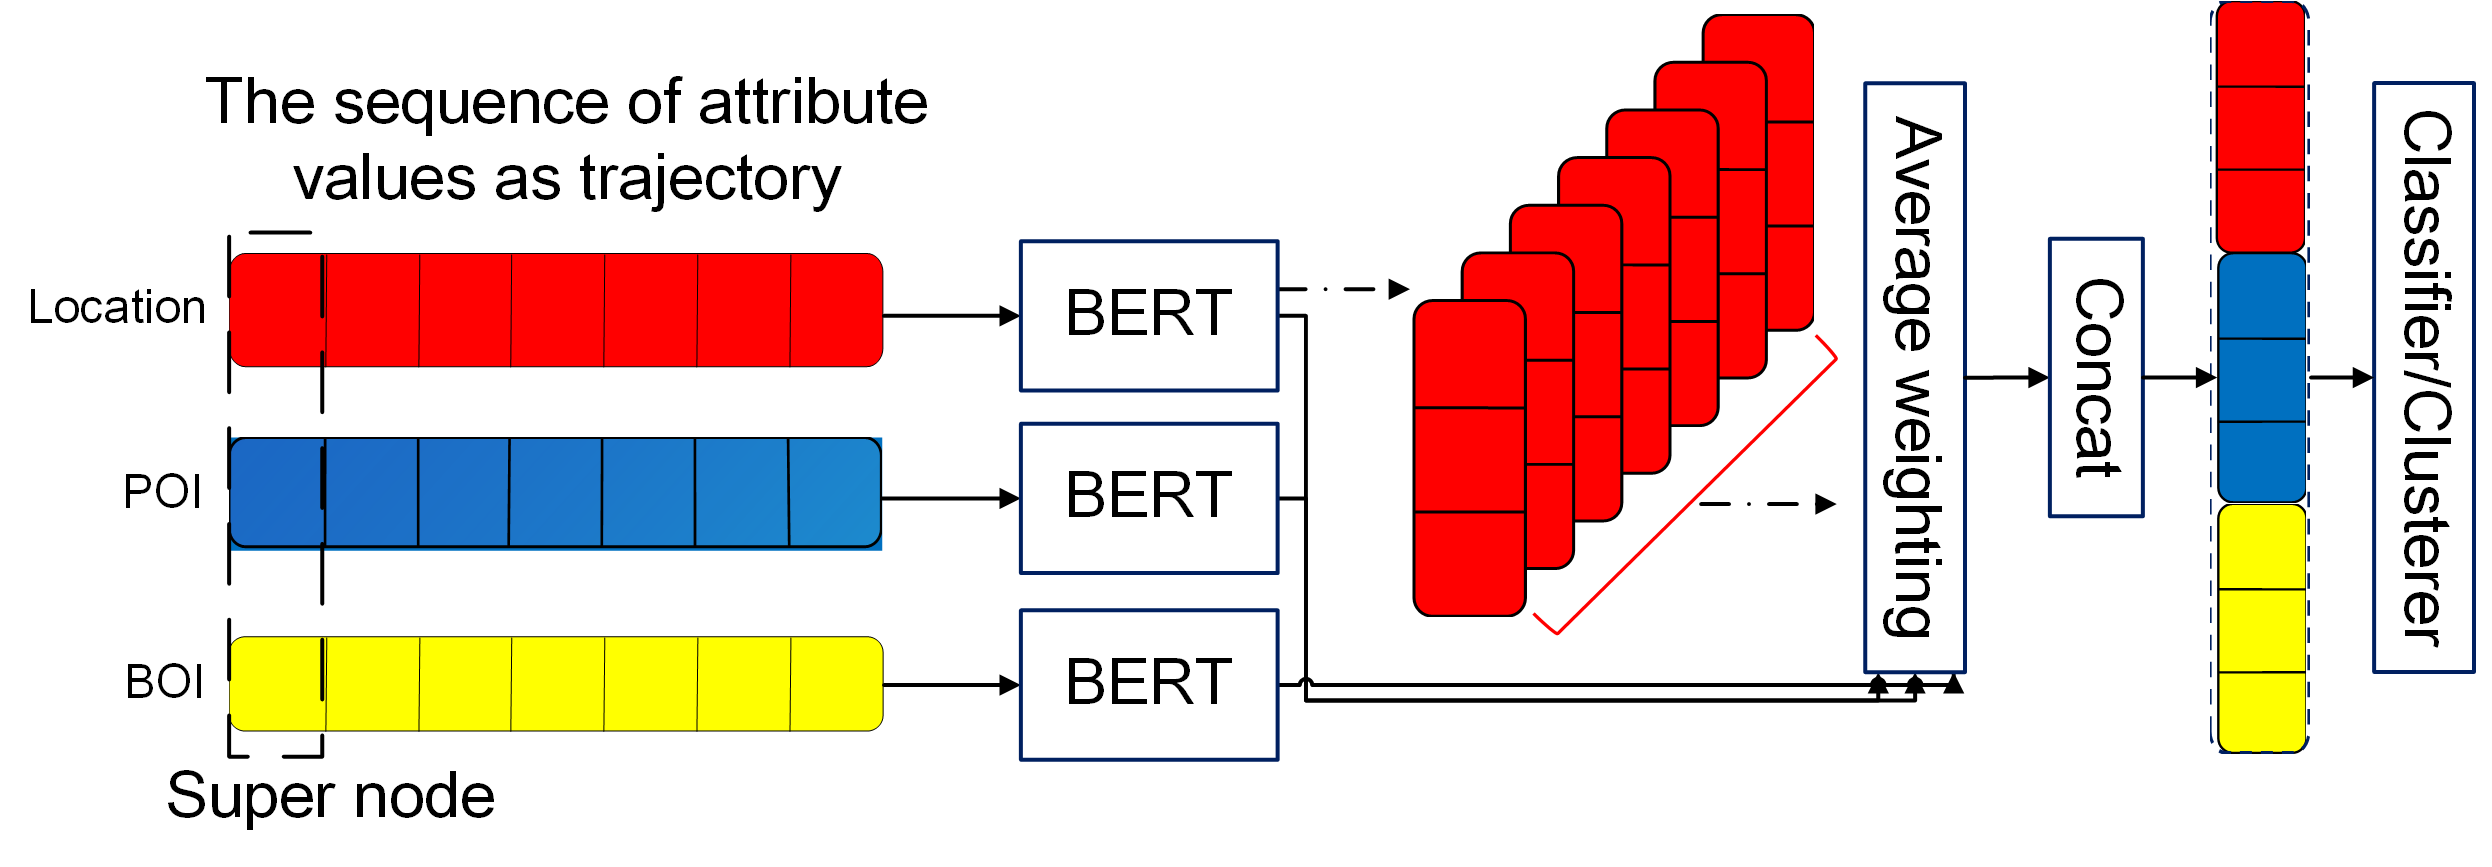 The sequence of attribute
values as trajectory
Location
BERT
POI
BERT
BOI
BERT
Super node
Average weighting
Concat
Classifier/Clusterer